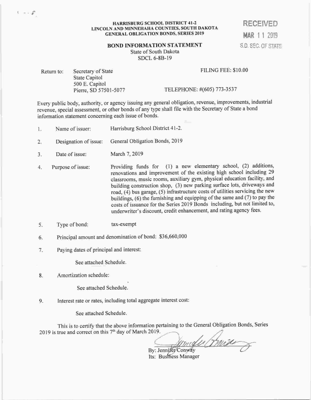 HARRISBURG SCHOOL DISTRICT 41-2
LINCOLN AND MINNEHAHA COUNTIES, SOUTH DAKOTA
GENERAL OBLIGATION BONDS, SERIES 2019
RECEIVED
MAR 11 2019
S.D. SEC. OF STATE
BOND INFORMATION STATEMENT
State of South Dakota
SDCL 6-8B-19
Return to: Secretary of State FILING FEE: $10.00
State Capitol
500 E. Capitol
Pierre, SD 57501-5077 TELEPHONE: #(605) 773-3537
Every public body, authority, or agency issuing any general obligation, revenue, improvements, industrial
revenue, special assessment, or other bonds of any type shall file with the Secretary of State a bond
information statement concerning each issue of bonds.
1. Name of issuer: Harrisburg School District 41-2.
2. Designation of issue: General Obligation Bonds, 2019
3. Date of issue: March 7, 2019
4. Purpose of issue: Providing funds for (1) a new elementary school, (2) additions,
renovations and improvement of the existing high school including 29
classrooms, music rooms, auxiliary gym, physical education facility, and
building construction shop, (3) new parking surface lots, driveways and
road, (4) bus garage, (5) infrastructure costs of utilities servicing the new
buildings, (6) the furnishing and equipping of the same and (7) to pay the
costs of issuance for the Series 2019 Bonds including, but not limited to,
underwriter's discount, credit enhancement, and rating agency fees.
5. Type of bond: tax-exempt
6. Principal amount and denomination of bond: $36,660,000
7. Paying dates of principal and interest:
See attached Schedule.
8. Amortization schedule:
See attached Schedule.
9. Interest rate or rates, including total aggregate interest cost:
See attached Schedule.
This is to certify that the above information pertaining to the General Obligation Bonds, Series
2019 is true and correct on this 7th day of March 2019.
By: Jennifer Conway
Its: Business Manager